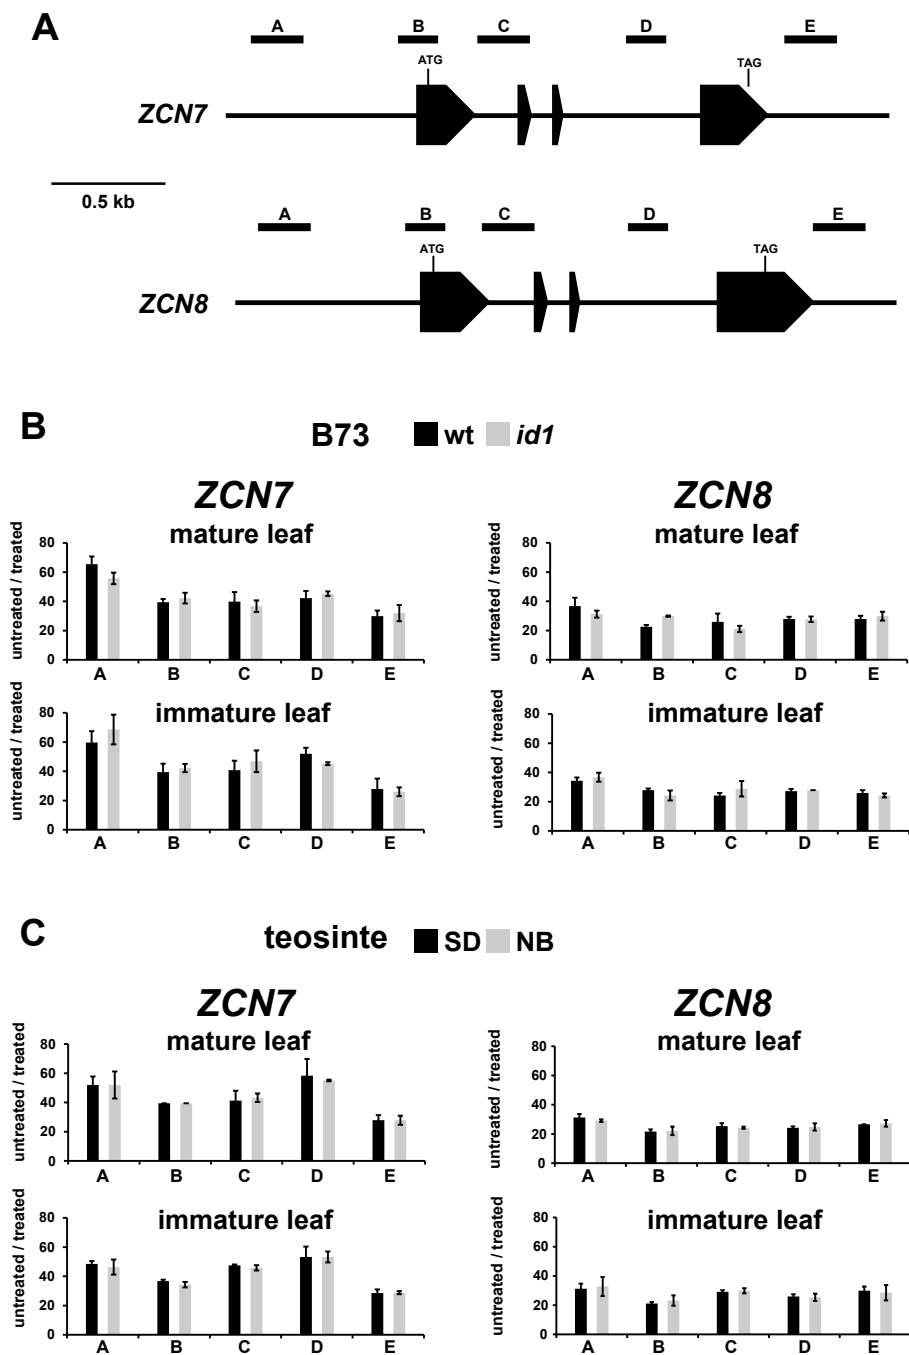 A
A B C D E
ATG TAG
ZCN7
0.5 kb
A B C D E
ATG TAG
ZCN8
B
B73 wt id1
ZCN7 ZCN8
mature leaf mature leaf
untreated / treated
80
60
40
20
0
A B C D E
untreated / treated
80
60
40
20
0
A B C D E
immature leaf immature leaf
untreated / treated
80
60
40
20
0
A B C D E
untreated / treated
80
60
40
20
0
A B C D E
C
teosinte SD NB
ZCN7 ZCN8
mature leaf mature leaf
untreated / treated
80
60
40
20
0
A B C D E
untreated / treated
80
60
40
20
0
A B C D E
immature leaf immature leaf
untreated / treated
80
60
40
20
0
A B C D E
untreated / treated
80
60
40
20
0
A B C D E